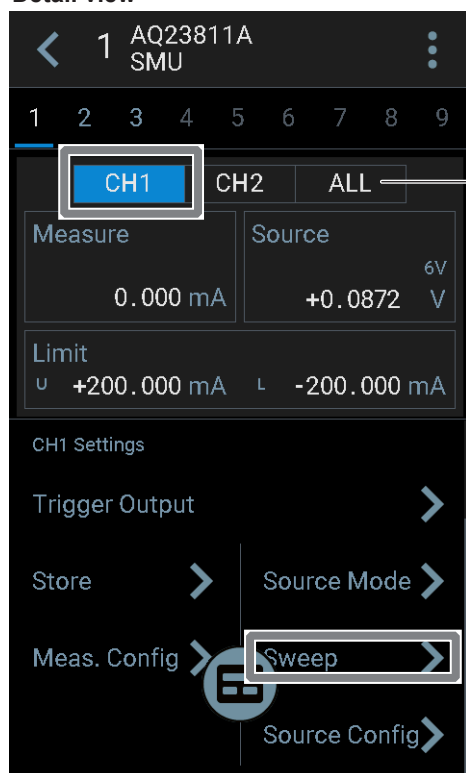 Detail View
1 AQ23811A
SMU
1 2 3 4 5 6 7 8 9
CH1 CH2 ALL
Measure Source
6V
0.000 mA +0.0872 V
Limit
U +200.000 mA L -200.000 mA
CH1 Settings
Trigger Output
Store Source Mode
Meas. Config Sweep
Source Config